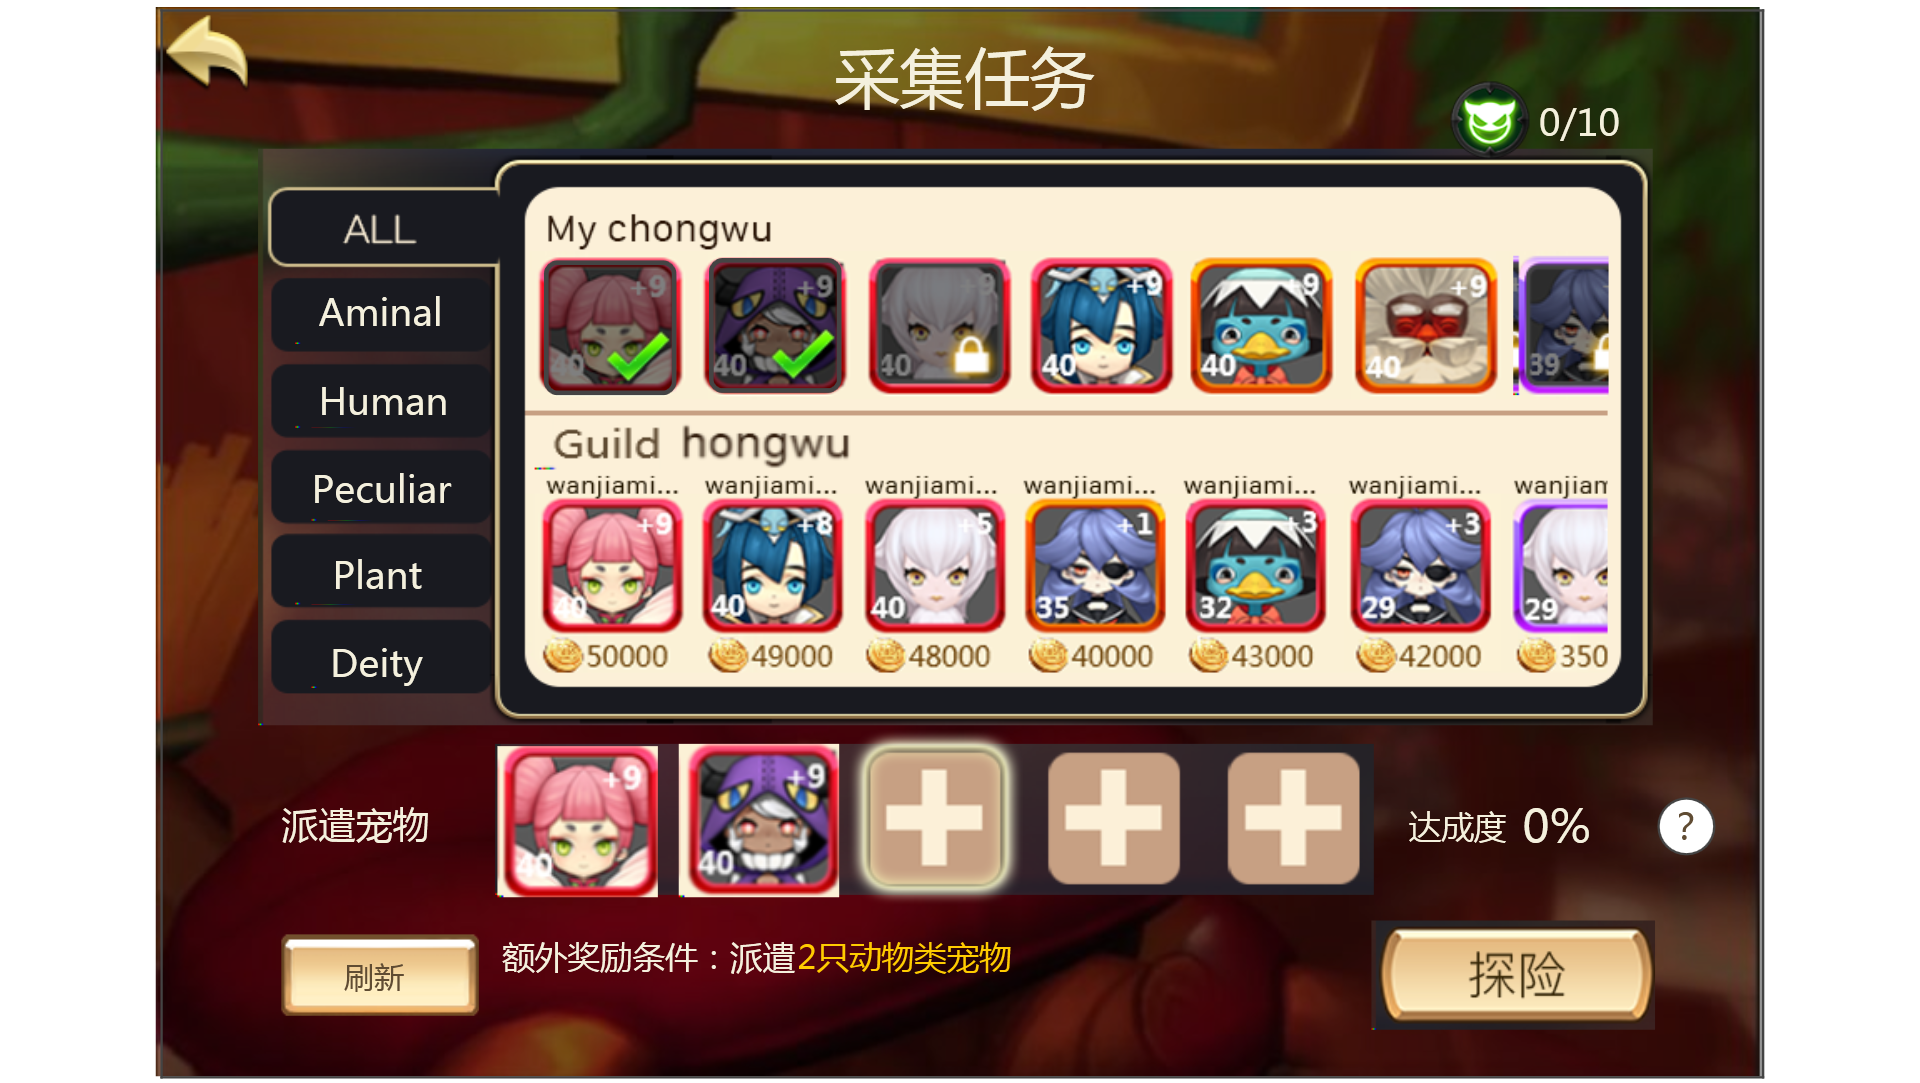 采集任务
0/10
ALL
Aminal
Human
Peculiar
Plant
Deity
My chongwu
+9 +9 +9 +9 +9
40 40 40 40 40 40 39
Guild hongwu
wanjiami... wanjiami... wanjiami... wanjiami... wanjiami... wanjiami... wanjiam
+9 +8 +5 +1 +3 +3
40 40 40 35 32 29 29
50000 49000 48000 40000 43000 42000 350
派遣宠物
+9 +9
40 40
达成度 0%
?
刷新
额外奖励条件：派遣2只动物类宠物
探险